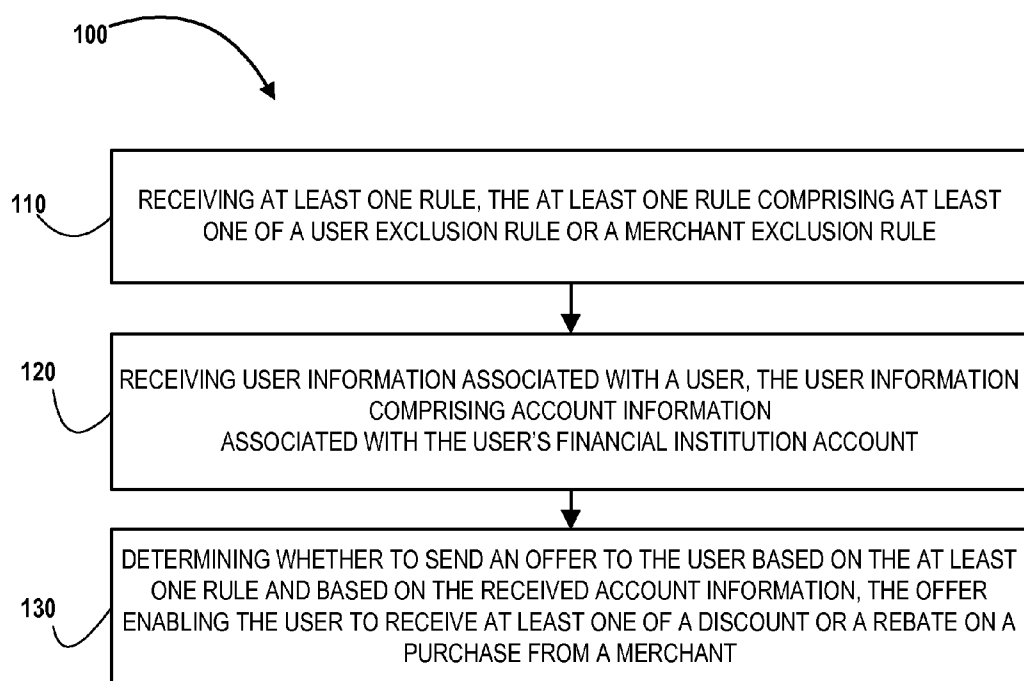 100
110
RECEIVING AT LEAST ONE RULE, THE AT LEAST ONE RULE COMPRISING AT LEAST
ONE OF A USER EXCLUSION RULE OR A MERCHANT EXCLUSION RULE
120
RECEIVING USER INFORMATION ASSOCIATED WITH A USER, THE USER INFORMATION
COMPRISING ACCOUNT INFORMATION
ASSOCIATED WITH THE USER'S FINANCIAL INSTITUTION ACCOUNT
130
DETERMINING WHETHER TO SEND AN OFFER TO THE USER BASED ON THE AT LEAST
ONE RULE AND BASED ON THE RECEIVED ACCOUNT INFORMATION, THE OFFER
ENABLING THE USER TO RECEIVE AT LEAST ONE OF A DISCOUNT OR A REBATE ON A
PURCHASE FROM A MERCHANT